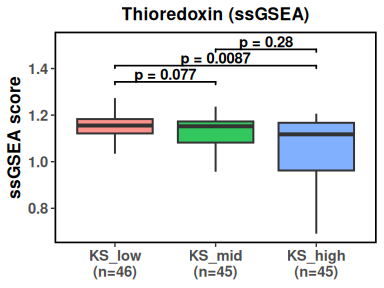 Thioredoxin (ssGSEA)
p = 0.28
p = 0.0087
p = 0.077
ssGSEA score
1.4
1.2
1.0
0.8
KS_low
(n=46)
KS_mid
(n=45)
KS_high
(n=45)